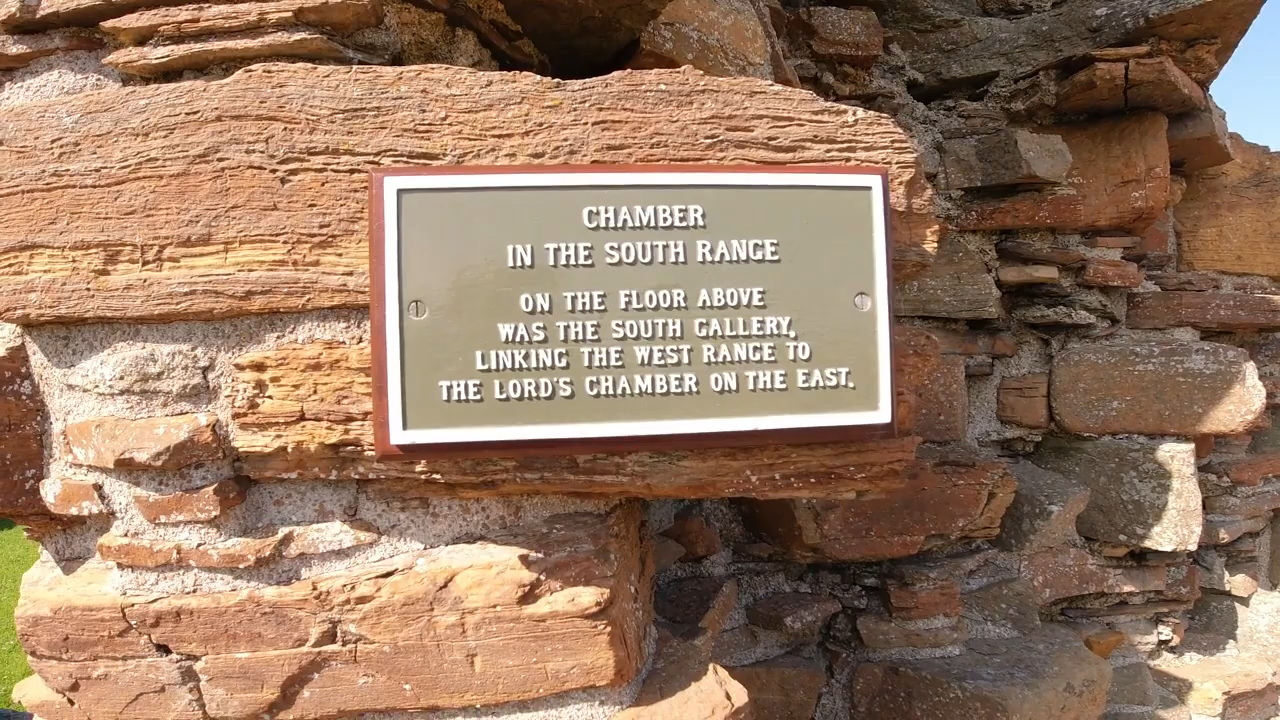 CHAMBER
IN THE SOUTH RANGE
ON THE FLOOR ABOVE
WAS THE SOUTH GALLERY,
LINKING THE WEST RANGE TO
THE LORD'S CHAMBER ON THE EAST.